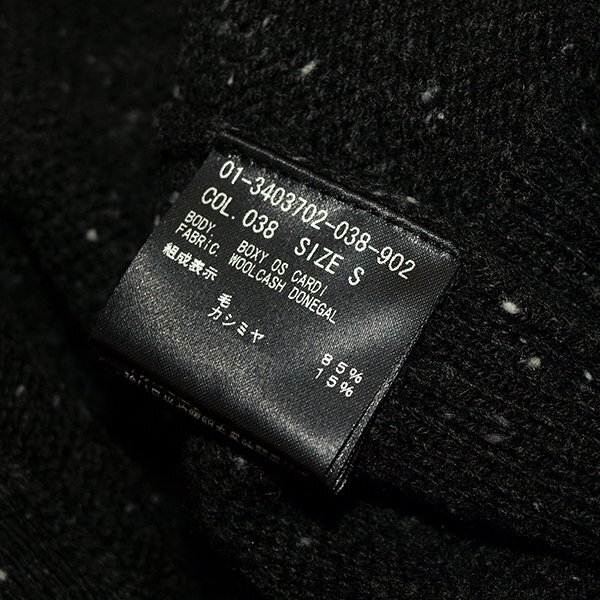 01-3403702-038-902
COL. 038 SIZE S
BODY. BOXY OS CARDI
FABRIC. WOOLCASH DONEGAL
組成表示
毛 85%
カシミヤ 15%